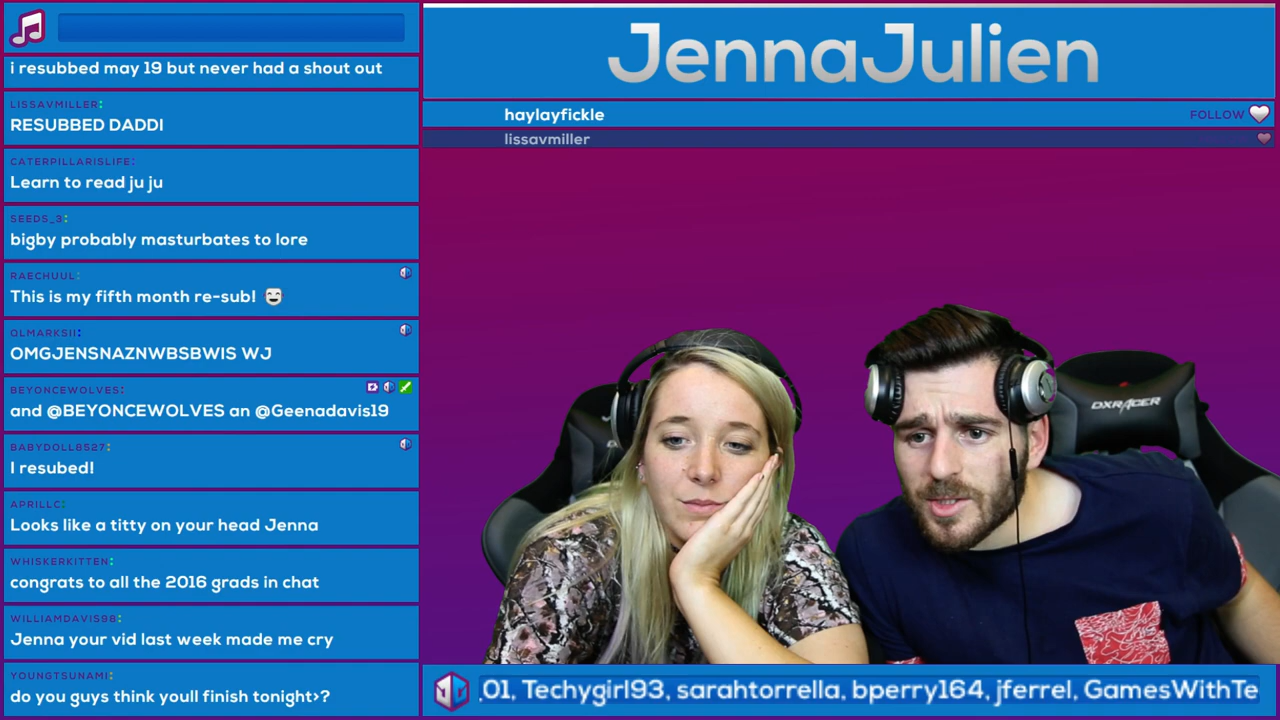 i resubbed may 19 but never had a shout out
LISSAVMILLER:
RESUBBED DADDI
CATERPILLARISLIFE:
Learn to read ju ju
SEEDS_3:
bigby probably masturbates to lore
RAECHUUL:
This is my fifth month re-sub!
OLMARKSII:
OMGJENSNAZNWBSBWIS WJ
BEYONCEWOLVES:
and @BEYONCEWOLVES an @Geenadavis19
BABYDOLL8527:
I resubed!
APRILLC:
Looks like a titty on your head Jenna
WHISKERKITTEN:
congrats to all the 2016 grads in chat
WILLIAMDAVIS98:
Jenna your vid last week made me cry
YOUNGTSUNAMI:
do you guys think youll finish tonight>?
JennaJulien
haylayfickle FOLLOW
lissavmiller
DXRACER
_01, Techygirl93, sarahtorrella, bperry164, jferrel, GamesWithTe